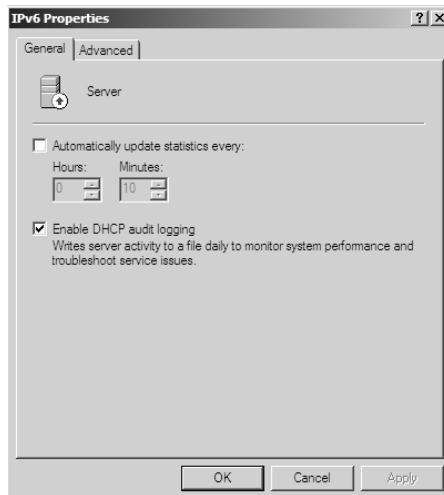 IPv6 Properties
General Advanced
Server
Automatically update statistics every:
Hours: Minutes:
0 10
Enable DHCP audit logging
Writes server activity to a file daily to monitor system performance and
troubleshoot service issues.
OK Cancel Apply